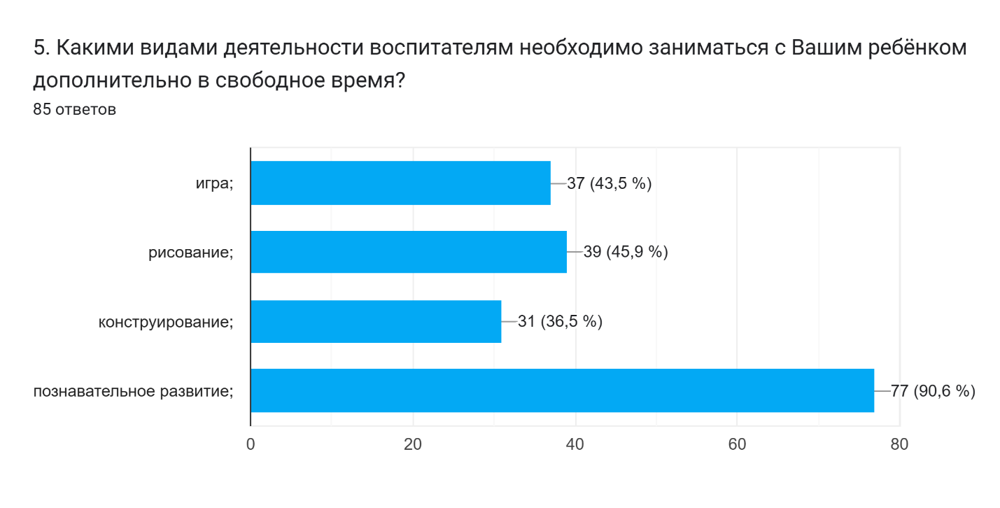 5. Какими видами деятельности воспитателям необходимо заниматься с Вашим ребёнком
дополнительно в свободное время?
85 ответов
игра;
37 (43,5 %)
рисование;
39 (45,9 %)
конструирование;
31 (36,5 %)
познавательное развитие;
77 (90,6 %)
0 20 40 60 80